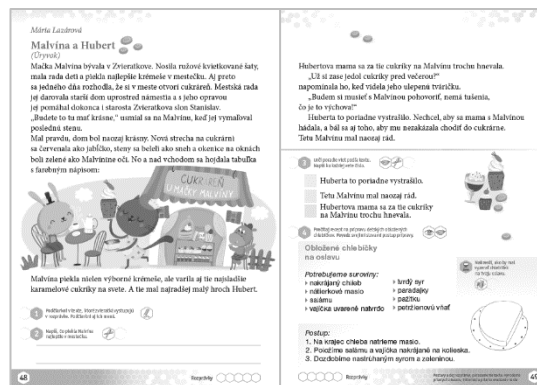 Mária Lazárová
Malvína a Hubert
(Úryvok)
Mačka Malvína bývala v Zvieratkove. Nosila ružové kvietkované šaty,
mala rada deti a piekla najlepšie krémeše v mestečku. Aj preto
sa jedného dňa rozhodla, že si v meste otvorí cukráreň. Mestská rada
jej darovala starší dom uprostred námestia a s jeho opravou
jej pomáhal dokonca i starosta Zvieratkova slon Stanislav.
„Budete to tu mať krásne," usmial sa na Malvínu, keď jej vymaľoval
poslednú stenu.
Mal pravdu, dom bol naozaj krásny. Nová strecha na cukrárni
sa červenala ako jabĺčko, steny sa beleli ako sneh a okenice na oknách
boli zelené ako Malvínine oči. No a nad vchodom sa hojdala tabuľka
s farebným nápisom:
CUKRÁREŇ
U MAČKY MALVÍNY
Malvína piekla nielen výborné krémeše, ale varila aj tie najsladšie
karamelové cukríky na svete. A tie mal najradšej malý hroch Hubert.
1
2
48
Rozprávky
Hubertova mama sa za tie cukríky na Malvínu trochu hnevala.
„Už si zase jedol cukríky pred večerou?"
napomínala ho, keď videla jeho ulepenú tváričku.
„Budem si musieť s Malvínou pohovoriť, nemá tušenia,
čo je to výchova!"
Huberta to poriadne vystrašilo. Nechcel, aby sa mama s Malvínou
hádala, a bál sa aj toho, aby mu nezakázala chodiť do cukrárne.
Tetu Malvínu mal naozaj rád.
3
Huberta to poriadne vystrašilo.
Tetu Malvínu mal naozaj rád.
Hubertova mama sa za tie cukríky
na Malvínu trochu hnevala.
4
Obložené chlebíčky
na oslavu
Potrebujeme suroviny:
nakrájaný chlieb
nátierkové maslo
salámu
vajíčka uvarené natvrdo
tvrdý syr
paradajky
pažítku
petržlenovú vňať
Postup:
1. Na krajec chleba natrieme maslo.
2. Položíme salámu a vajíčka nakrájané na kolieska.
3. Dozdobíme nastrúhaným syrom a zeleninou.
Rozprávky
49